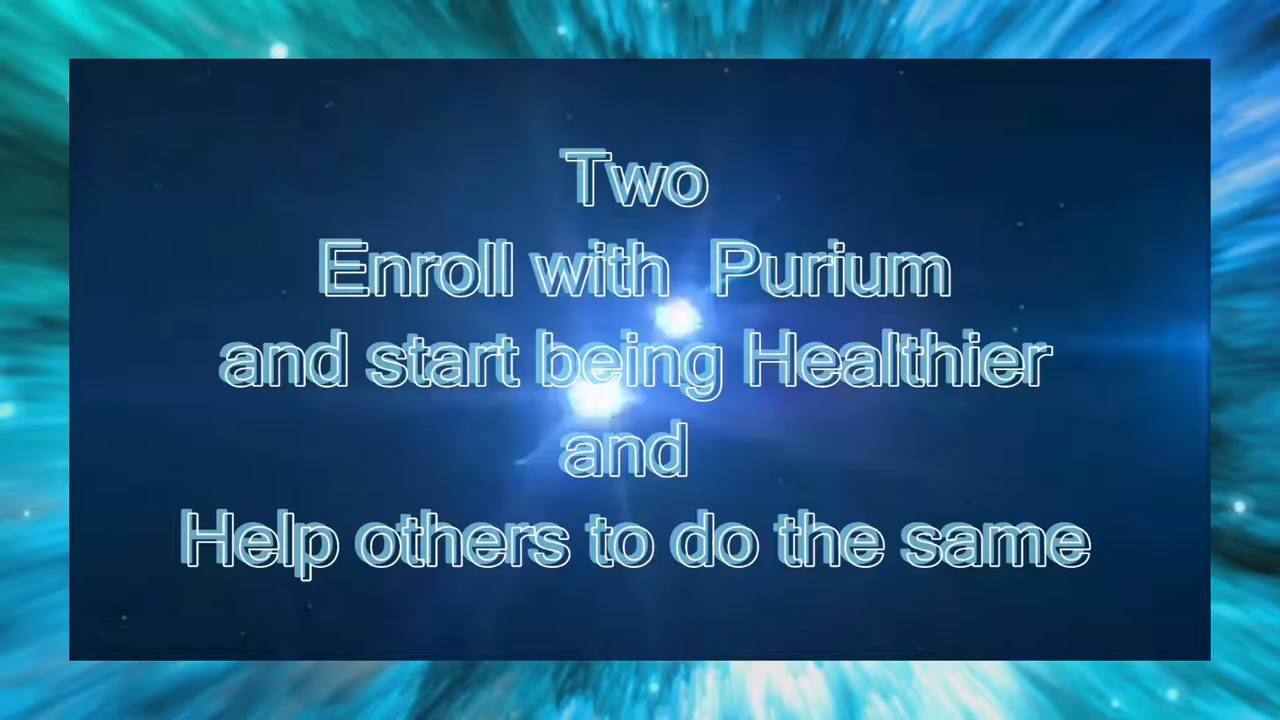 Two
Enroll with  Purium
and start being Healthier
and
Help others to do the same